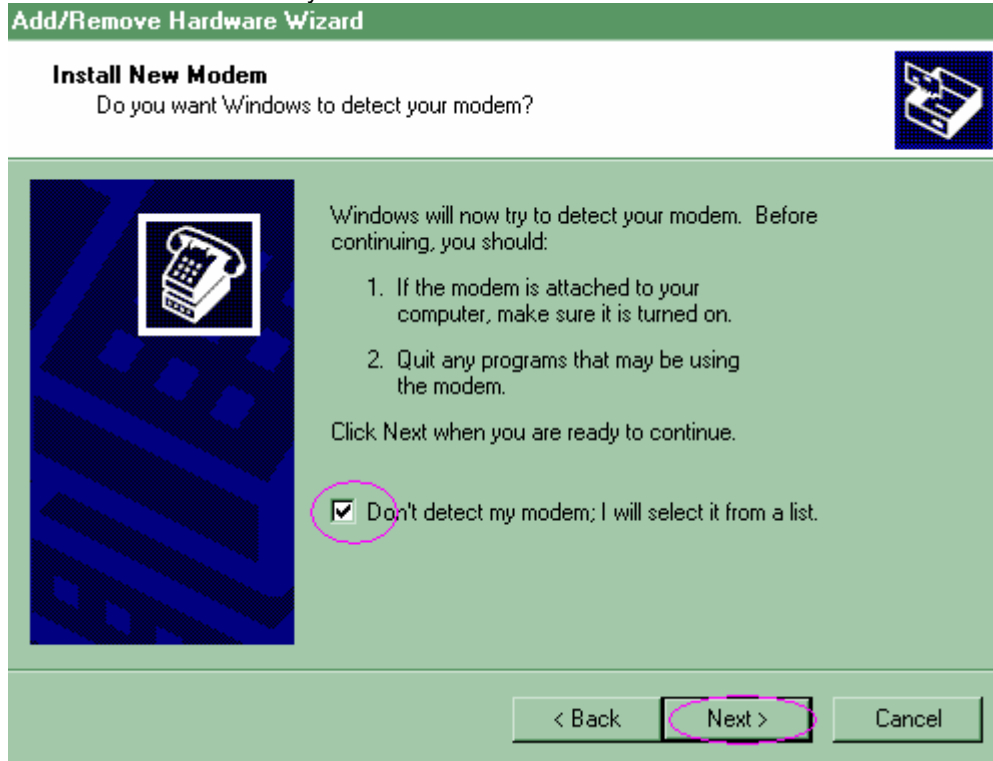 Add/Remove Hardware Wizard
Install New Modem
Do you want Windows to detect your modem?
Windows will now try to detect your modem. Before
continuing, you should:
1. If the modem is attached to your
computer, make sure it is turned on.
2. Quit any programs that may be using
the modem.
Click Next when you are ready to continue.
Don't detect my modem; I will select it from a list.
< Back
Next >
Cancel